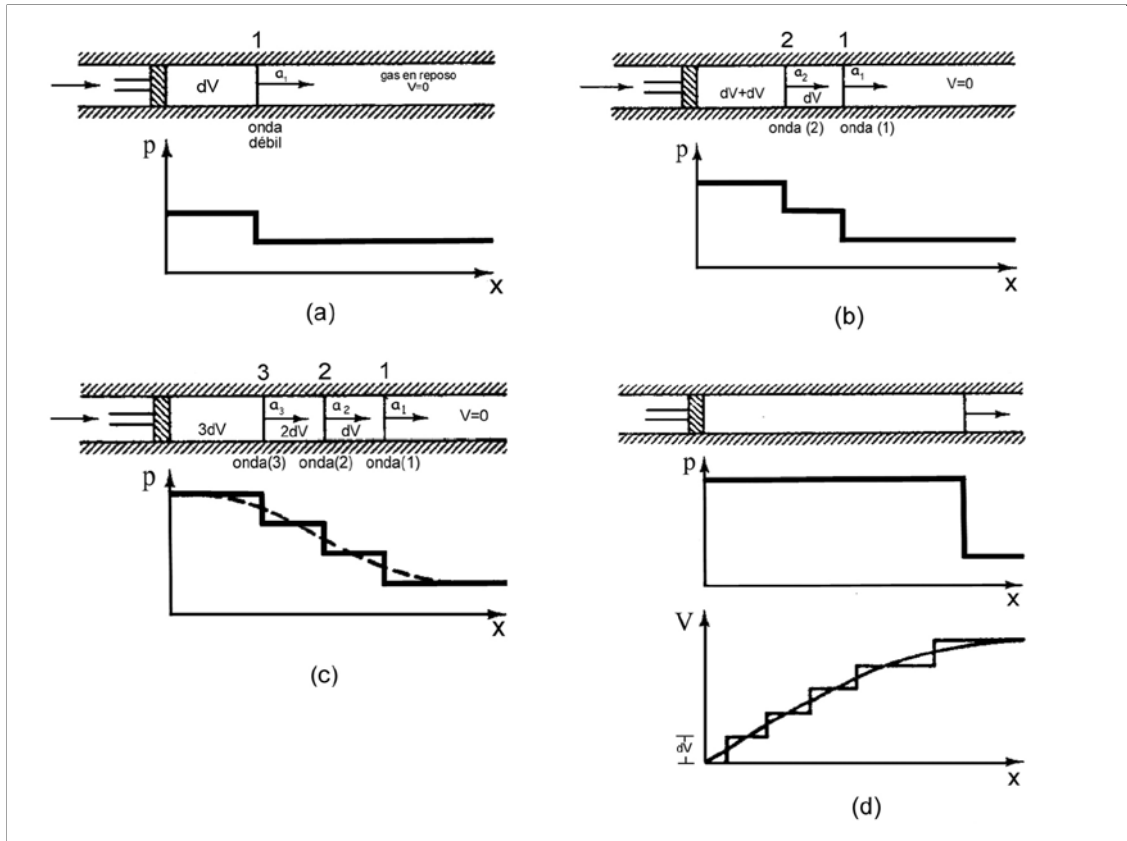 1
dV
a₁
gas en reposo
V=0
onda
débil
p
x
(a)
2 1
dV+dV
a₂
dV
a₁
V=0
onda (2) onda (1)
p
x
(b)
3 2 1
3dV
a₃
2dV
a₂
dV
a₁
V=0
onda(3) onda(2) onda(1)
p
x
(c)
p
x
V
dV
x
(d)